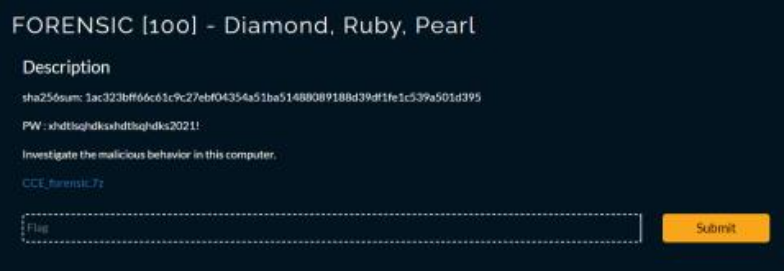 FORENSIC [100] - Diamond, Ruby, Pearl
Description
sha256sum: 1ac323bff66c61c9c27ebf04354a51ba51488089188d39df1fe1c539a501d395
PW : xhdtlsqhdksxhdtlsqhdks2021!
Investigate the malicious behavior in this computer.
CCE_forensic.7z
Flag
Submit